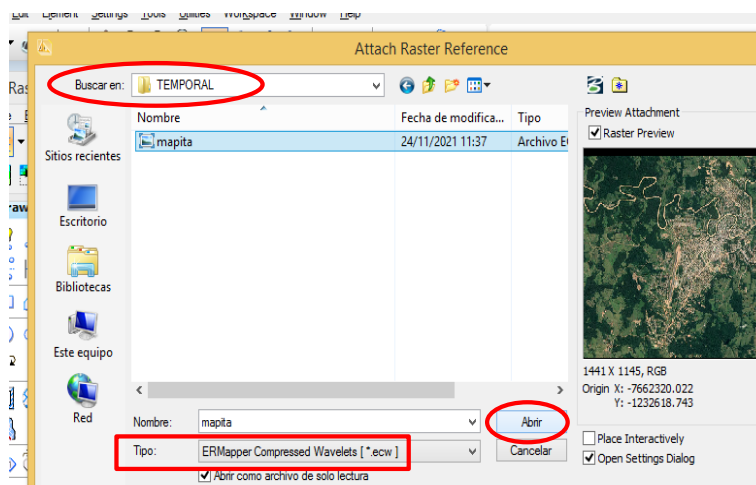 Edit Element Settings Tools Utilities Workspace Window Help
Attach Raster Reference
Buscar en: TEMPORAL
Nombre Fecha de modifica... Tipo
mapita 24/11/2021 11:37 Archivo E
Sitios recientes
Escritorio
Bibliotecas
Este equipo
Red
Nombre: mapita Abrir
Tipo: ERMapper Compressed Wavelets [ *.ecw ] Cancelar
Abrir como archivo de solo lectura
Preview Attachment
Raster Preview
1441 X 1145, RGB
Origin X: -7662320.022
Y: -1232618.743
Place Interactively
Open Settings Dialog